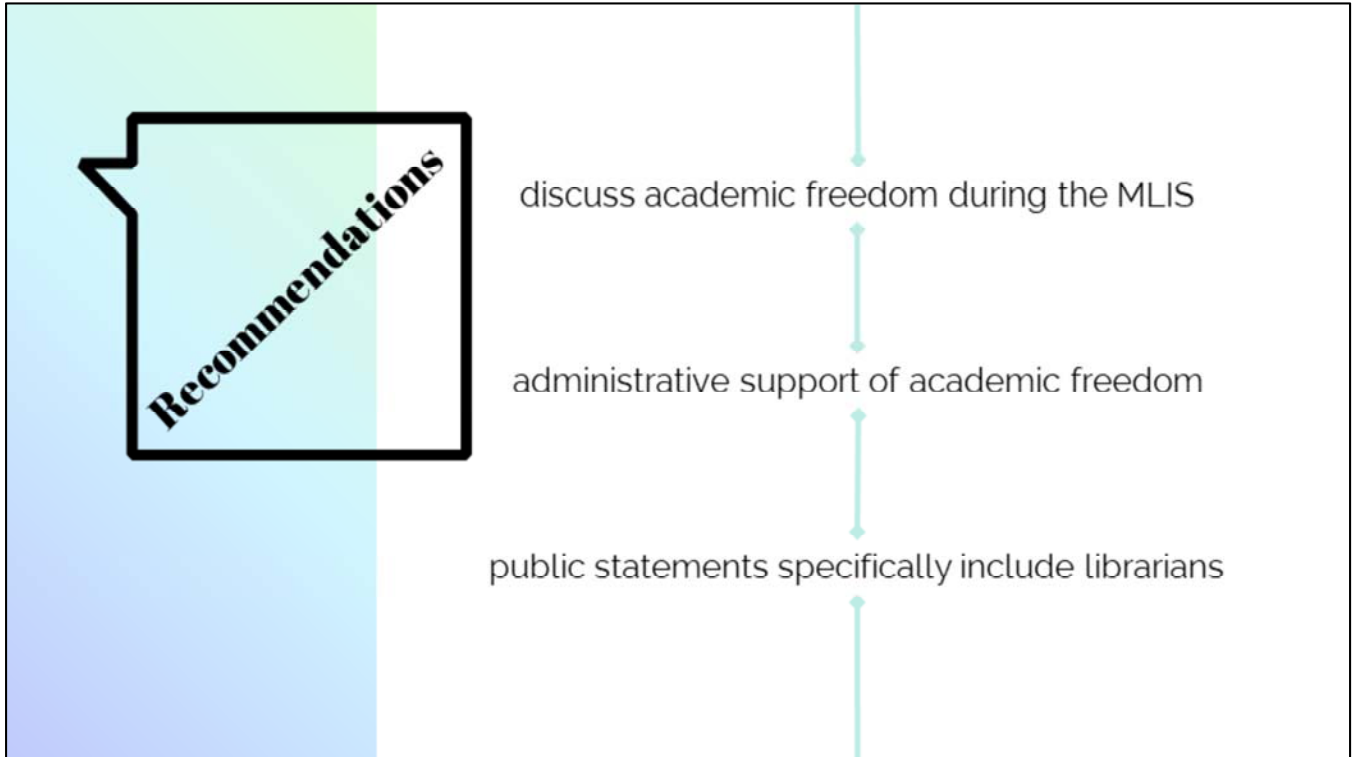 Recommendations
discuss academic freedom during the MLIS
administrative support of academic freedom
public statements specifically include librarians